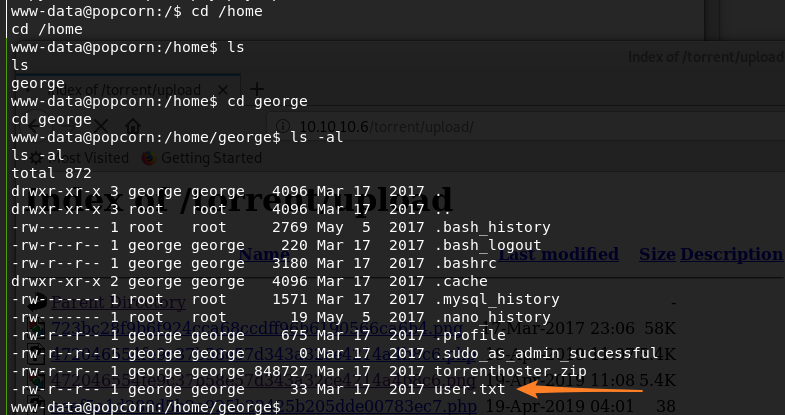 www-data@popcorn:/$ cd /home
cd /home
www-data@popcorn:/home$ ls
ls
Index of /torrent/upload
george
Index of /torrent/upload
www-data@popcorn:/home$ cd george
cd george
10.10.10.6/torrent/upload/
www-data@popcorn:/home/george$ ls -al
ls -al
Most Visited Getting Started
total 872
drwxr-xr-x 3 george george 4096 Mar 17 2017 .
Index of /torrent/upload
drwxr-xr-x 3 root root 4096 Mar 17 2017 ..
-rw------- 1 root root 2769 May 5 2017 .bash_history
-rw-r--r-- 1 george george 220 Mar 17 2017 .bash_logout
Name Last modified Size Description
-rw-r--r-- 1 george george 3180 Mar 17 2017 .bashrc
drwxr-xr-x 2 george george 4096 Mar 17 2017 .cache
-rw------- 1 root root 1571 Mar 17 2017 .mysql_history
Parent Directory -
-rw------- 1 root root 19 May 5 2017 .nano_history
17-Mar-2017 23:06 58K
-rw-r--r-- 1 george george 675 Mar 17 2017 .profile
-rw-r--r-- 1 george george 0 Mar 17 2017 .sudo_as_admin_successful
-rw-r--r-- 1 george george 848727 Mar 17 2017 torrenthoster.zip
19-Apr-2019 11:08 5.4K
-rw-r--r-- 1 george george 33 Mar 17 2017 user.txt
www-data@popcorn:/home/george$
19-Apr-2019 04:01 38